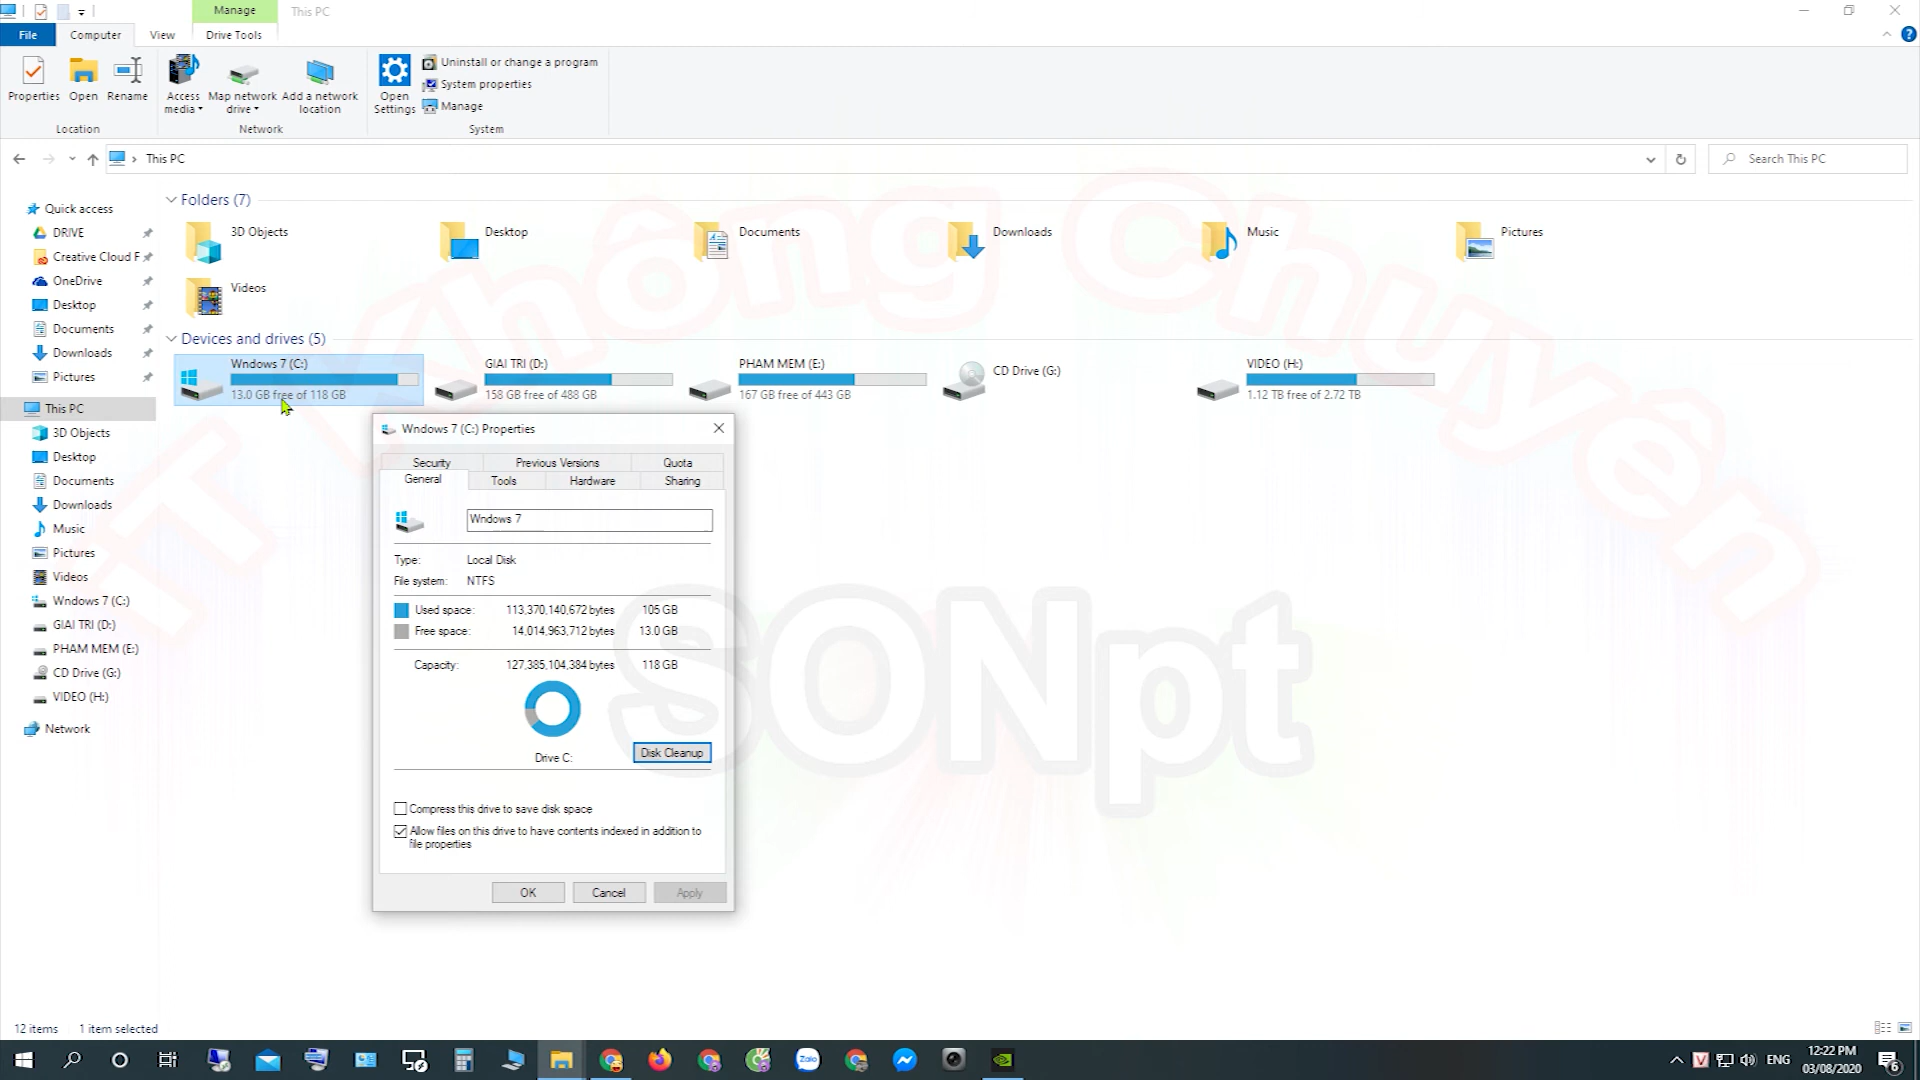 Manage
This PC
File
Computer
View
Drive Tools
Properties
Open
Rename
Access media
Map network drive
Add a network location
Open Settings
Uninstall or change a program
System properties
Manage
Location
Network
System
This PC
Search This PC
Quick access
DRIVE
Creative Cloud F
OneDrive
Desktop
Documents
Downloads
Pictures
This PC
3D Objects
Desktop
Documents
Downloads
Music
Pictures
Videos
Wndows 7 (C:)
GIAI TRI (D:)
PHAM MEM (E:)
CD Drive (G:)
VIDEO (H:)
Network
Folders (7)
3D Objects
Desktop
Documents
Downloads
Music
Pictures
Videos
Devices and drives (5)
Wndows 7 (C:)
13.0 GB free of 118 GB
GIAI TRI (D:)
158 GB free of 488 GB
PHAM MEM (E:)
167 GB free of 443 GB
CD Drive (G:)
VIDEO (H:)
1.12 TB free of 2.72 TB
Wndows 7 (C:) Properties
Security
Previous Versions
Quota
General
Tools
Hardware
Sharing
Wndows 7
Type: Local Disk
File system: NTFS
Used space: 113,370,140,672 bytes 105 GB
Free space: 14,014,963,712 bytes 13.0 GB
Capacity: 127,385,104,384 bytes 118 GB
Drive C:
Disk Cleanup
Compress this drive to save disk space
Allow files on this drive to have contents indexed in addition to
file properties
OK
Cancel
Apply
IT Không Chuyên
SONpt
12 items
1 item selected
Zalo
V
ENG
12:22 PM
03/08/2020
6